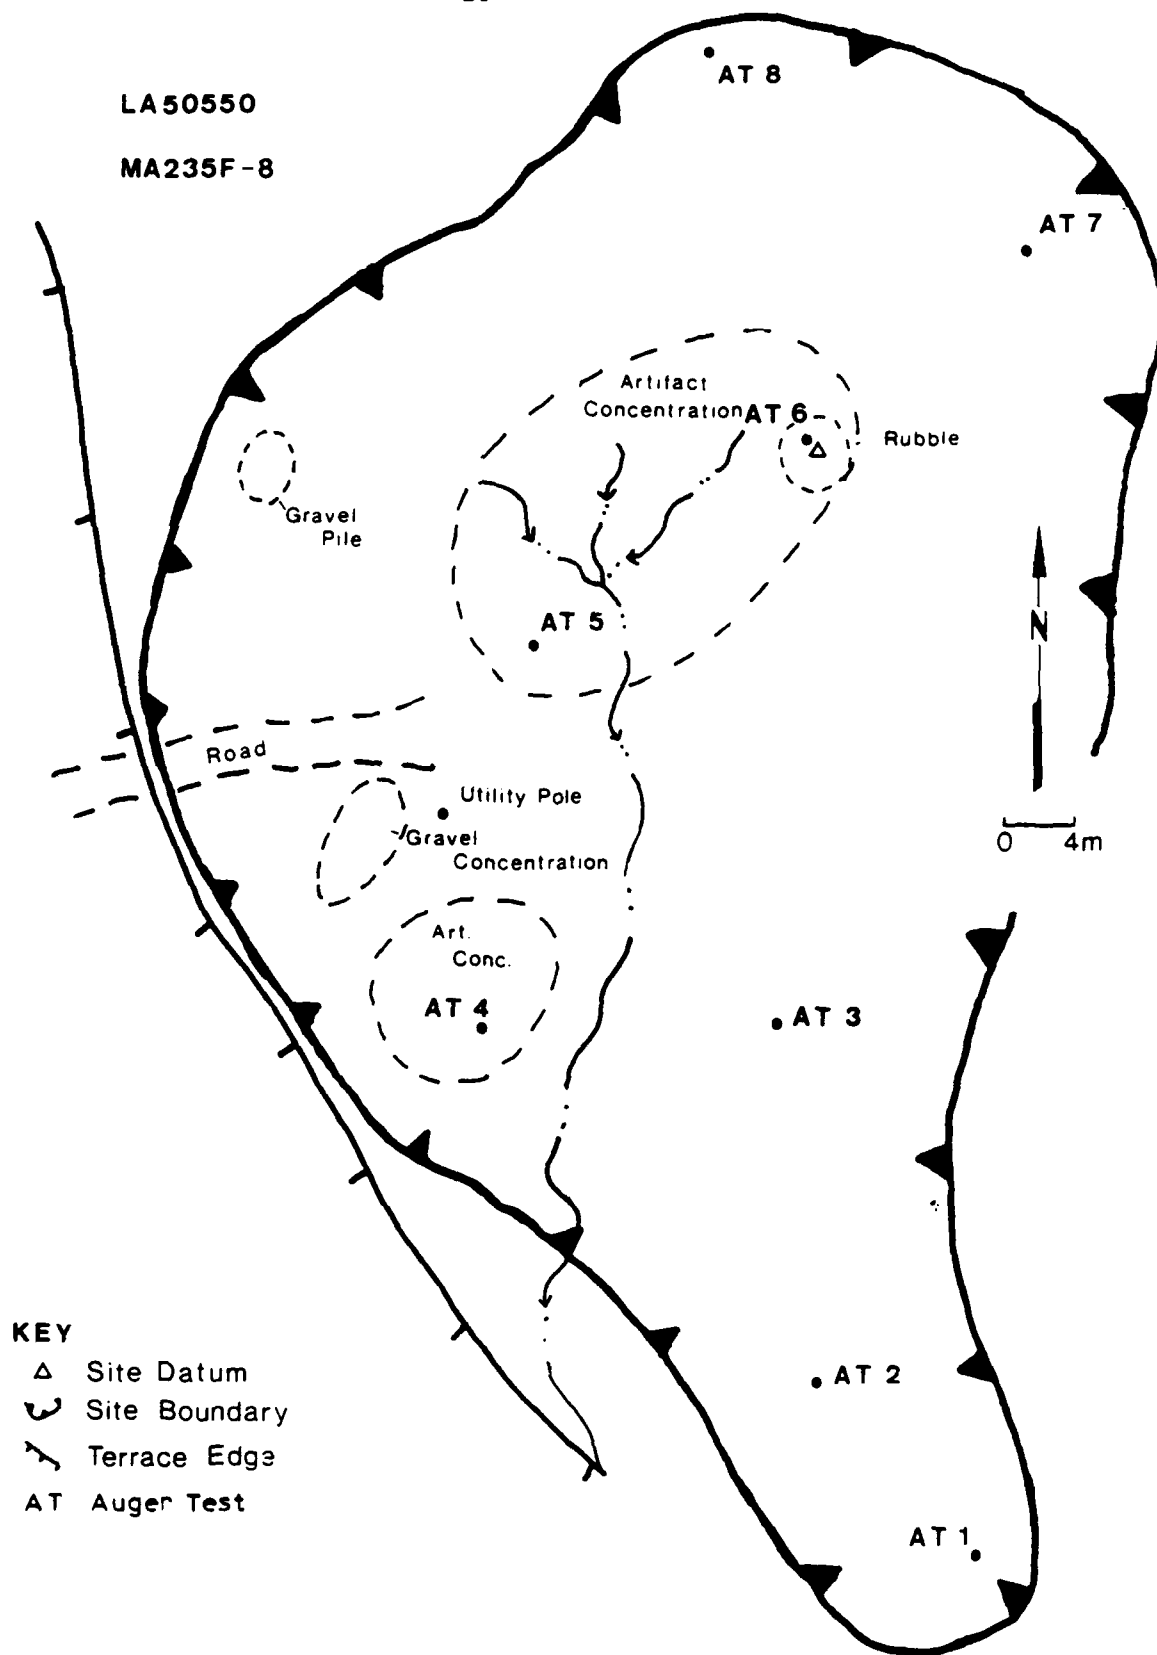 LA50550
MA235F-8
AT 8
AT 7
Artifact
Concentration
AT 6
Rubble
Gravel
Pile
AT 5
N
Road
Utility Pole
0 4m
Gravel
Concentration
Art.
Conc.
AT 4
AT 3
KEY
Site Datum
Site Boundary
AT 2
Terrace Edge
AT Auger Test
AT 1